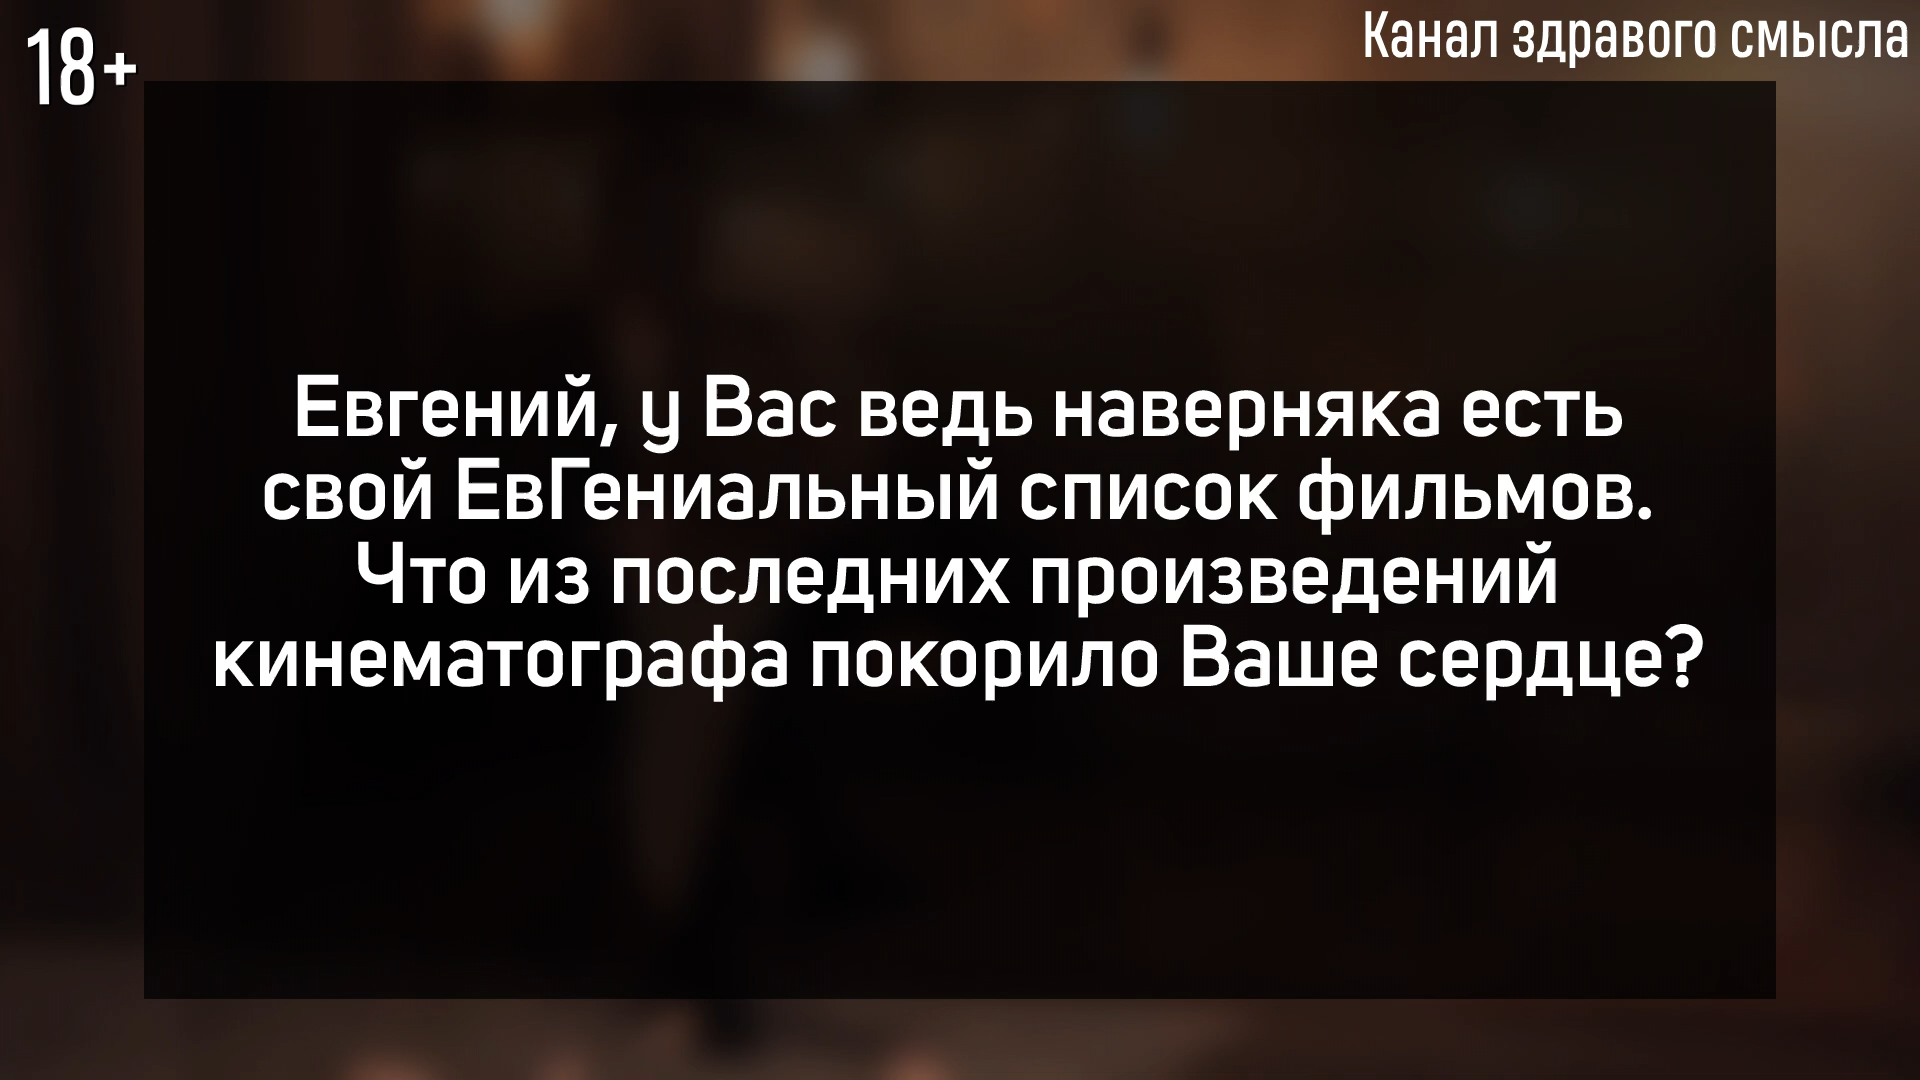 18+
Канал здравого смысла
Евгений, у Вас ведь наверняка есть
свой ЕвГениальный список фильмов.
Что из последних произведений
кинематографа покорило Ваше сердце?